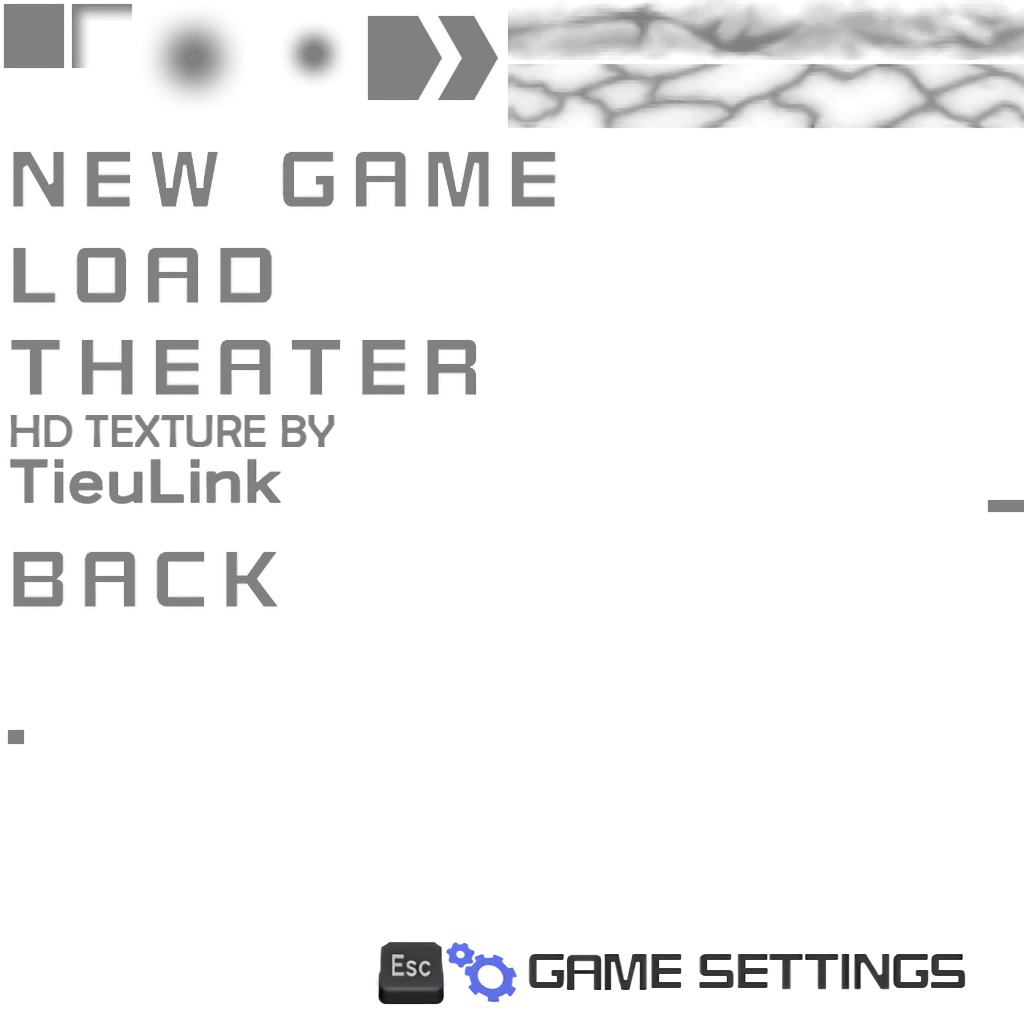 NEW GAME
LOAD
THEATER
HD TEXTURE BY
TieuLink
BACK
Esc GAME SETTINGS